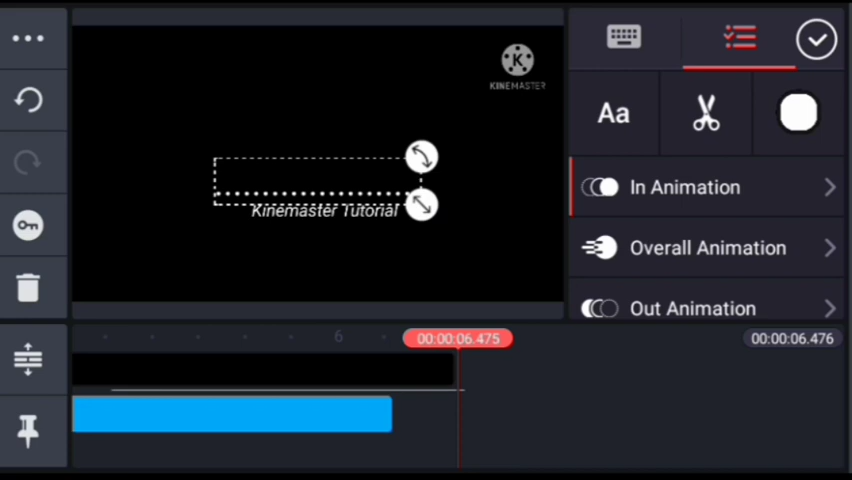 K
KINEMASTER
Kinemaster Tutorial
Aa
In Animation
Overall Animation
Out Animation
6
00:00:06.475
00:00:06.476